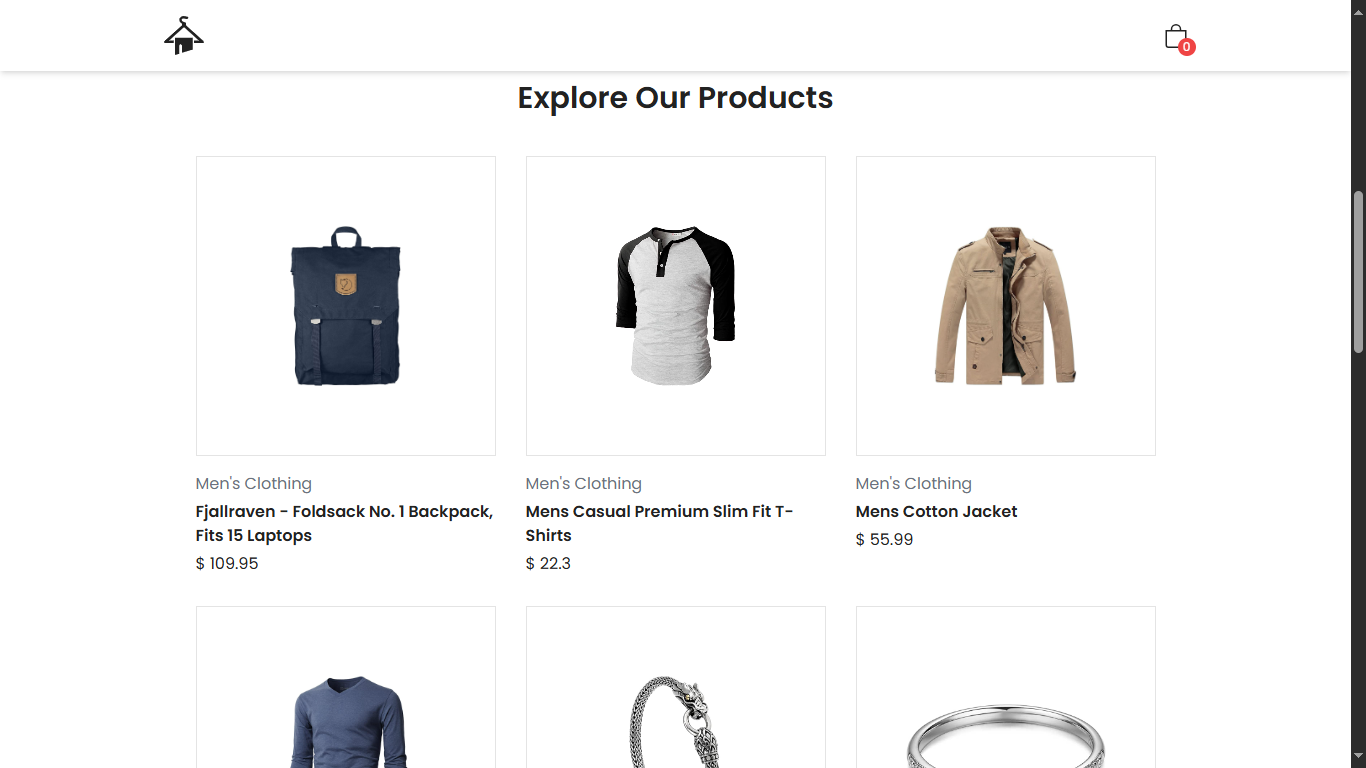 0
Explore Our Products
Men's Clothing
Fjallraven - Foldsack No. 1 Backpack,
Fits 15 Laptops
$ 109.95
Men's Clothing
Mens Casual Premium Slim Fit T-
Shirts
$ 22.3
Men's Clothing
Mens Cotton Jacket
$ 55.99